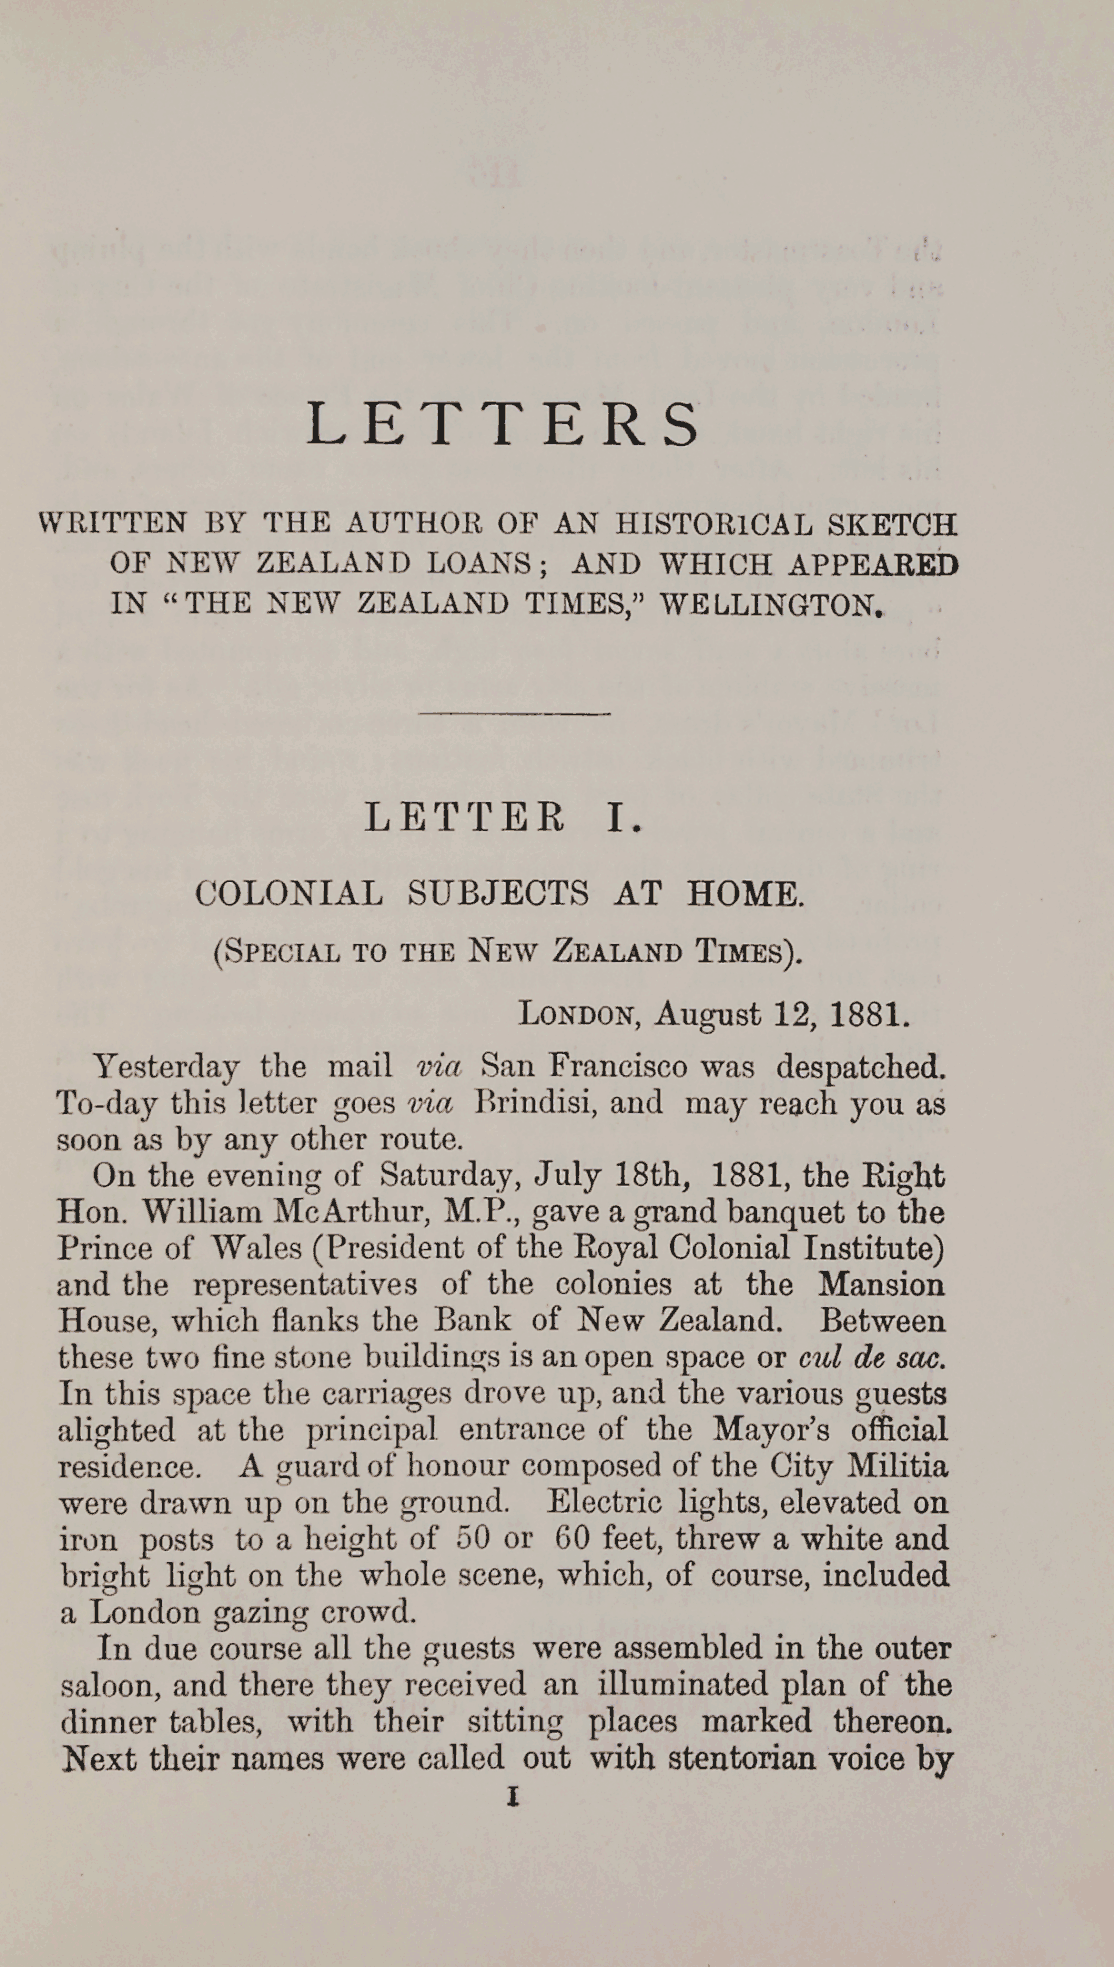 LETTERS
WRITTEN BY THE AUTHOR OF AN HISTORICAL SKETCH
OF NEW ZEALAND LOANS; AND WHICH APPEARED
IN “THE NEW ZEALAND TIMES,” WELLINGTON.
LETTER I.
COLONIAL SUBJECTS AT HOME.
(SPECIAL TO THE NEW ZEALAND TIMES).
LONDON, August 12, 1881.
Yesterday the mail via San Francisco was despatched.
To-day this letter goes via Brindisi, and may reach you as
soon as by any other route.
On the evening of Saturday, July 18th, 1881, the Right
Hon. William McArthur, M.P., gave a grand banquet to the
Prince of Wales (President of the Royal Colonial Institute)
and the representatives of the colonies at the Mansion
House, which flanks the Bank of New Zealand. Between
these two fine stone buildings is an open space or cul de sac.
In this space the carriages drove up, and the various guests
alighted at the principal entrance of the Mayor’s official
residence. A guard of honour composed of the City Militia
were drawn up on the ground. Electric lights, elevated on
iron posts to a height of 50 or 60 feet, threw a white and
bright light on the whole scene, which, of course, included
a London gazing crowd.
In due course all the guests were assembled in the outer
saloon, and there they received an illuminated plan of the
dinner tables, with their sitting places marked thereon.
Next their names were called out with stentorian voice by
I